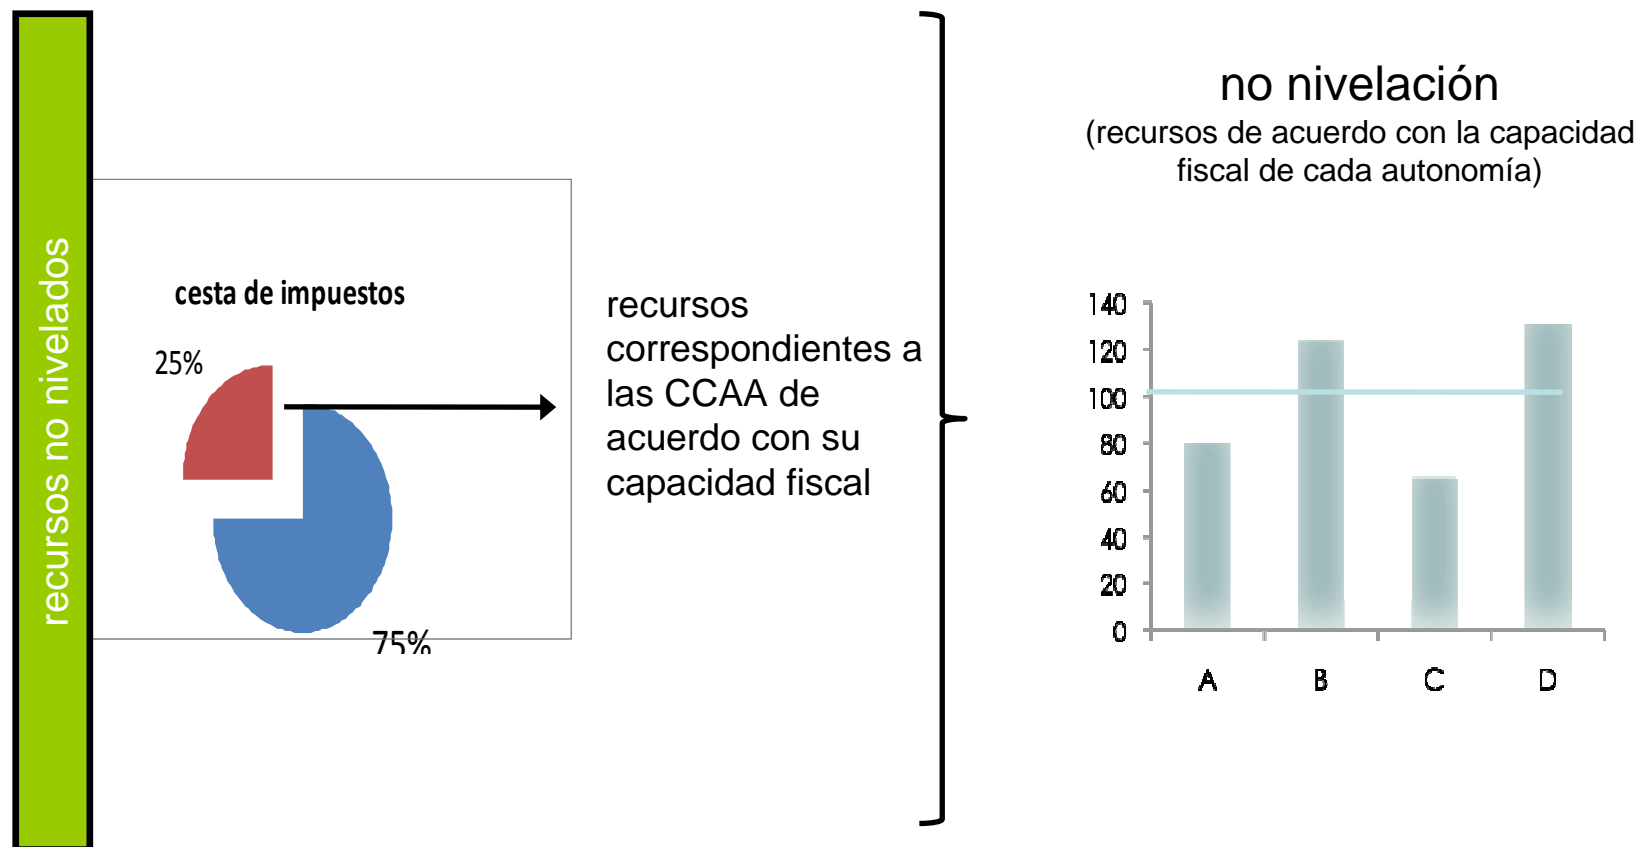 recursos no nivelados
cesta de impuestos
25%
75%
recursos
correspondientes a
las CCAA de
acuerdo con su
capacidad fiscal
no nivelación
(recursos de acuerdo con la capacidad
fiscal de cada autonomía)
140
120
100
80
60
40
20
0
A B C D